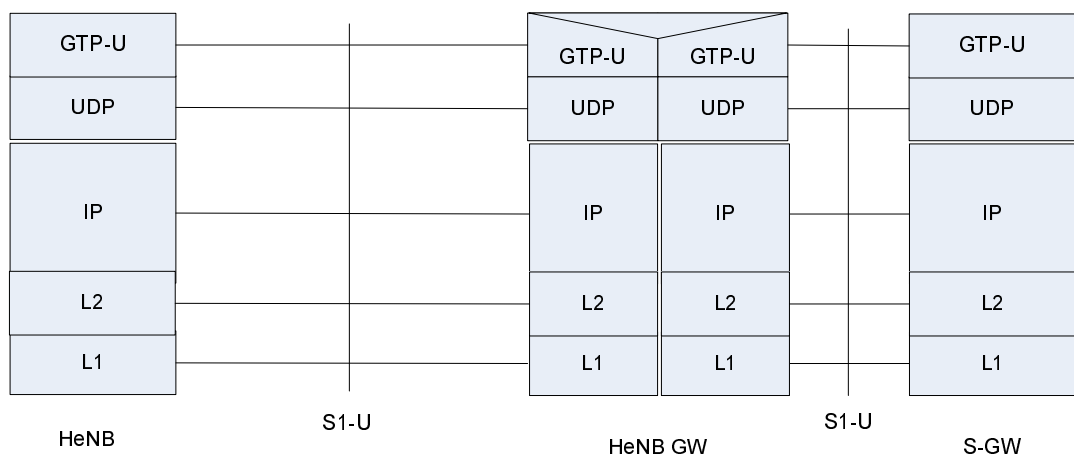 GTP-U GTP-U GTP-U GTP-U
UDP UDP UDP UDP
IP IP IP IP
L2 L2 L2 L2
L1 L1 L1 L1
S1-U S1-U
HeNB HeNB GW S-GW